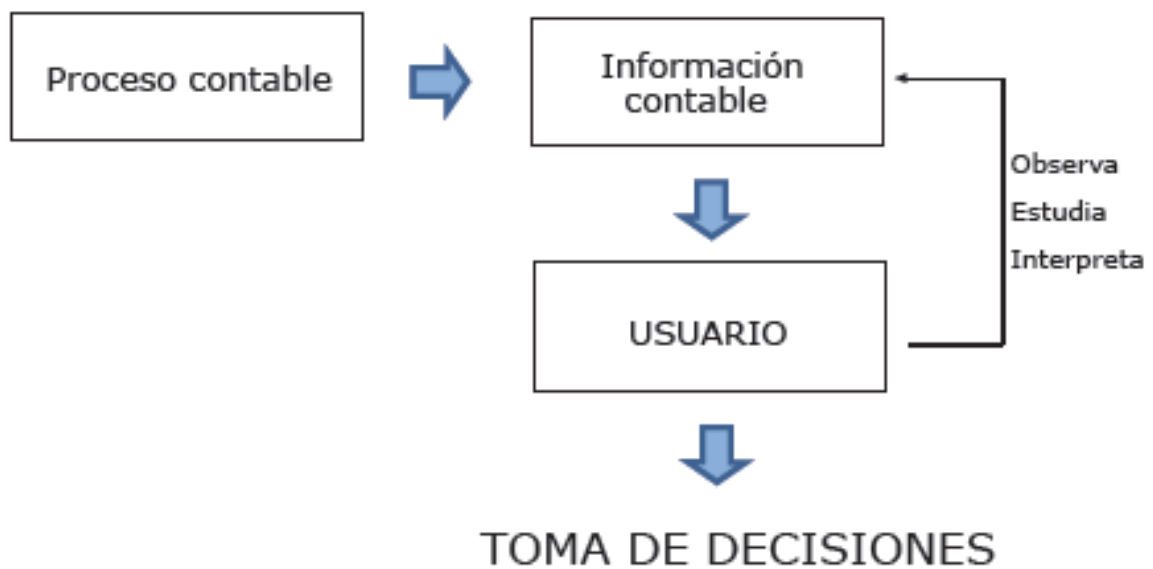 Proceso contable
Información
contable
Observa
Estudia
Interpreta
USUARIO
TOMA DE DECISIONES